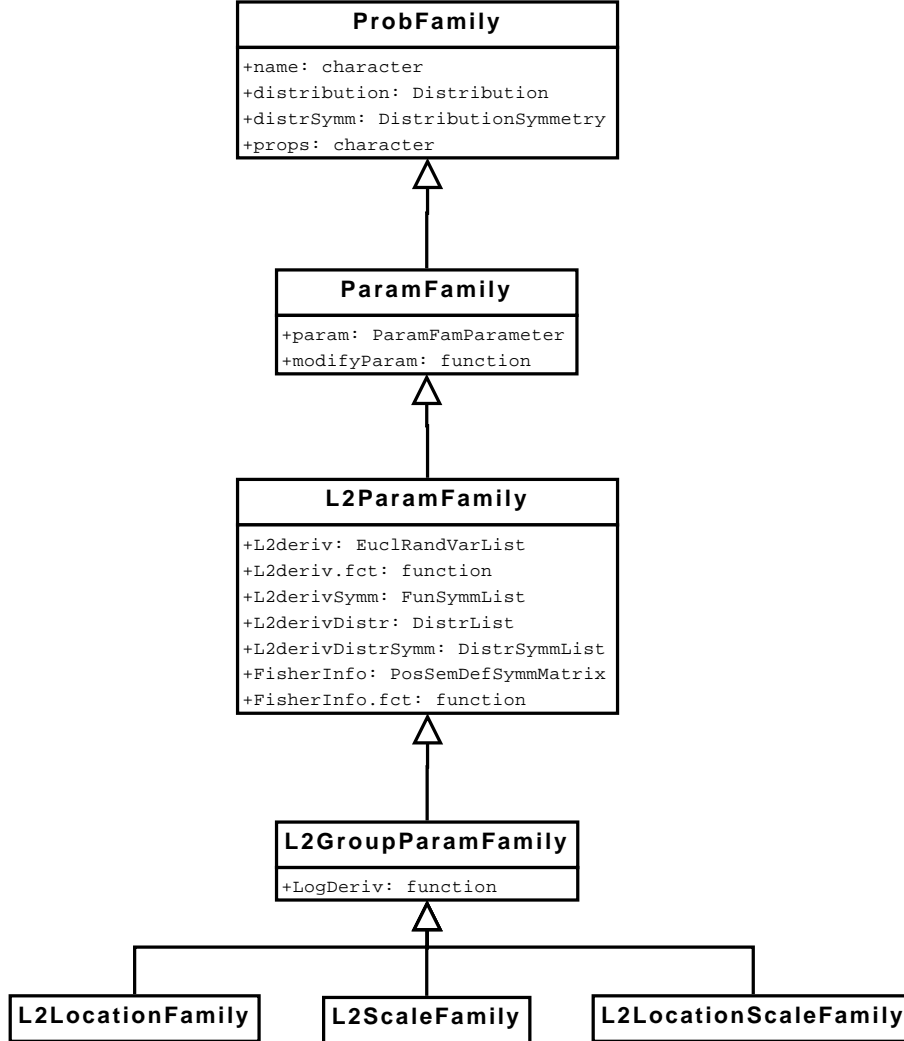 ProbFamily
+name: character
+distribution: Distribution
+distrSymm: DistributionSymmetry
+props: character
ParamFamily
+param: ParamFamParameter
+modifyParam: function
L2ParamFamily
+L2deriv: EuclRandVarList
+L2deriv.fct: function
+L2derivSymm: FunSymmList
+L2derivDistr: DistrList
+L2derivDistrSymm: DistrSymmList
+FisherInfo: PosSemDefSymmMatrix
+FisherInfo.fct: function
L2GroupParamFamily
+LogDeriv: function
L2LocationFamily
L2ScaleFamily
L2LocationScaleFamily